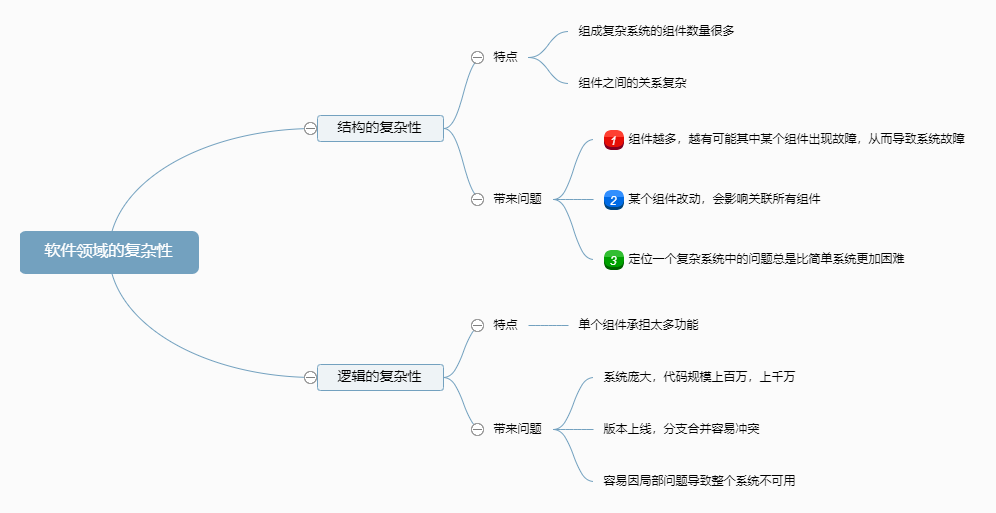 软件领域的复杂性
结构的复杂性
特点
组成复杂系统的组件数量很多
组件之间的关系复杂
带来问题
1 组件越多，越有可能其中某个组件出现故障，从而导致系统故障
2 某个组件改动，会影响关联所有组件
3 定位一个复杂系统中的问题总是比简单系统更加困难
逻辑的复杂性
特点
单个组件承担太多功能
带来问题
系统庞大，代码规模上百万，上千万
版本上线，分支合并容易冲突
容易因局部问题导致整个系统不可用